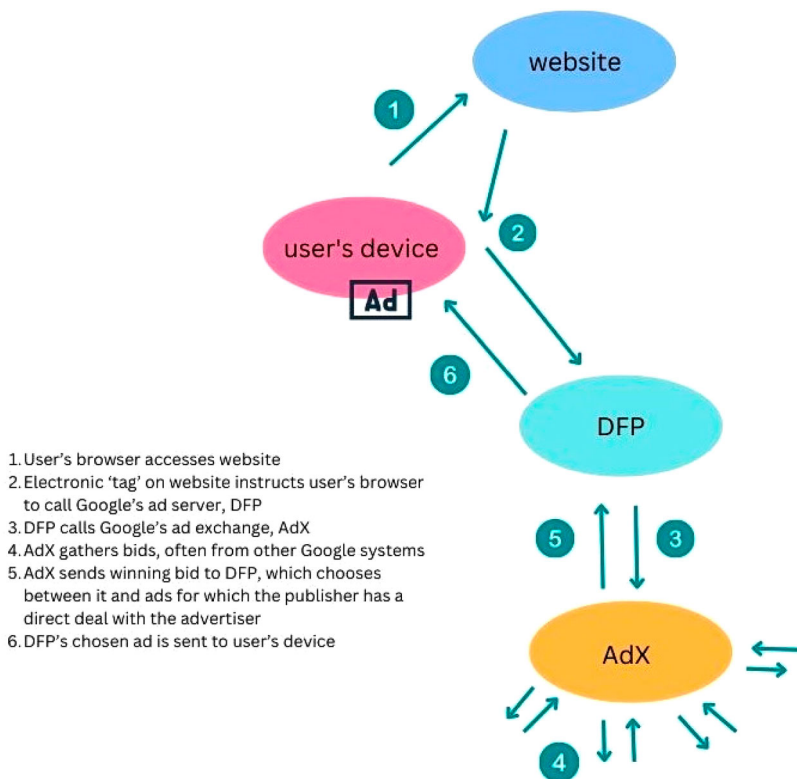 website
1
user's device
2
Ad
6
DFP
1. User’s browser accesses website
2. Electronic ‘tag’ on website instructs user’s browser
to call Google’s ad server, DFP
3. DFP calls Google’s ad exchange, AdX
4. AdX gathers bids, often from other Google systems
5. AdX sends winning bid to DFP, which chooses
between it and ads for which the publisher has a
direct deal with the advertiser
6. DFP’s chosen ad is sent to user’s device
5
3
AdX
4